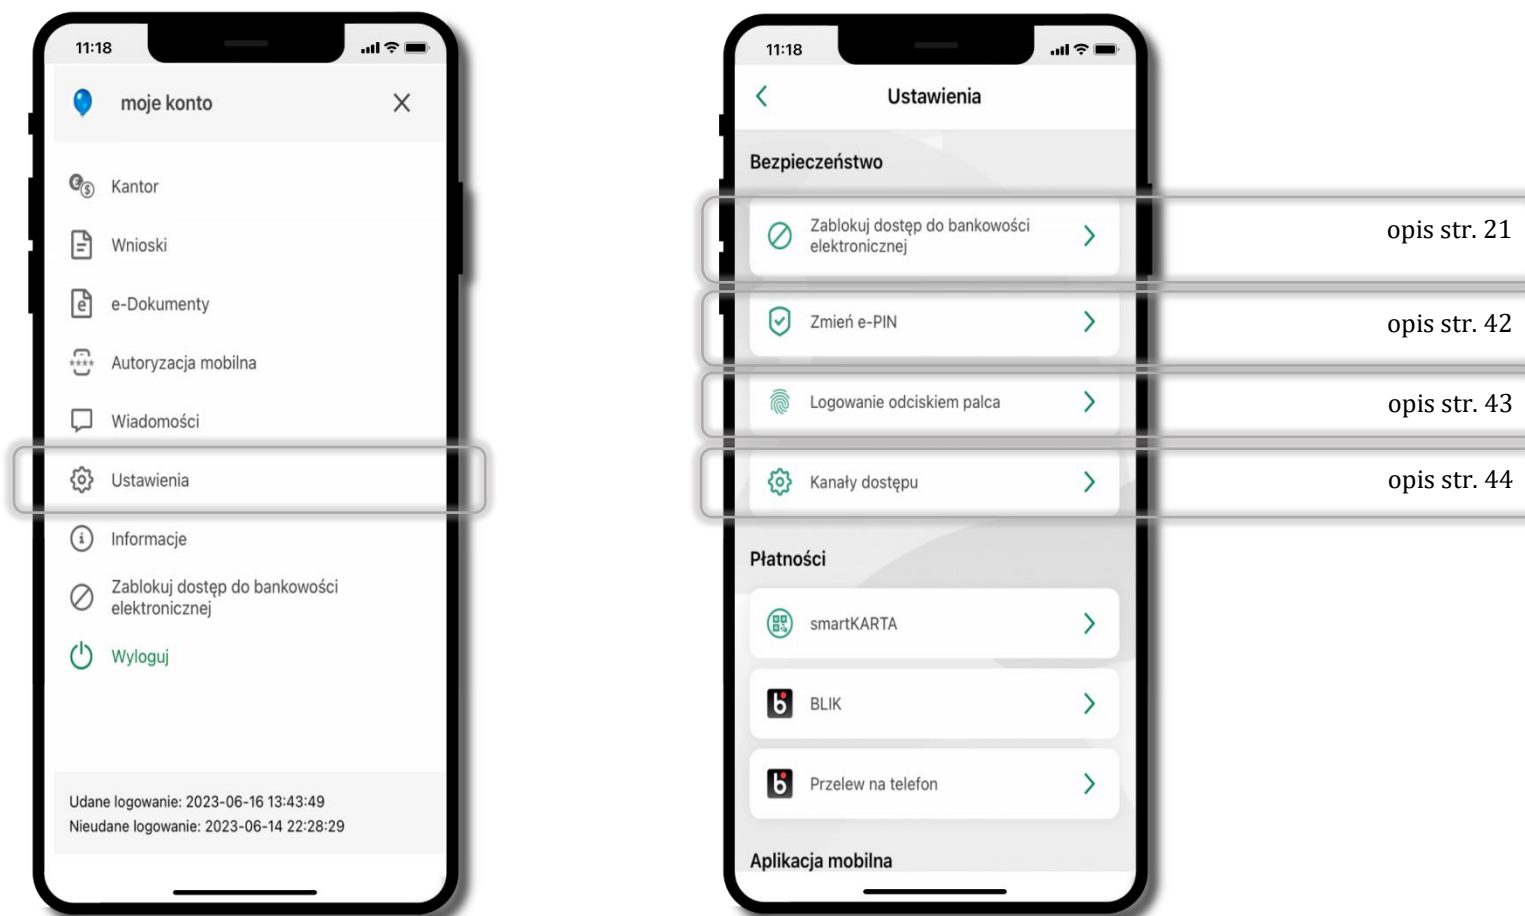 11:18
moje konto
Kantor
Wnioski
e-Dokumenty
Autoryzacja mobilna
Wiadomości
Ustawienia
Informacje
Zablokuj dostęp do bankowości
elektronicznej
Wyloguj
Udane logowanie: 2023-06-16 13:43:49
Nieudane logowanie: 2023-06-14 22:28:29
11:18
Ustawienia
Bezpieczeństwo
Zablokuj dostęp do bankowości
elektronicznej
opis str. 21
Zmień e-PIN
opis str. 42
Logowanie odciskiem palca
opis str. 43
Kanały dostępu
opis str. 44
Płatności
smartKARTA
BLIK
Przelew na telefon
Aplikacja mobilna